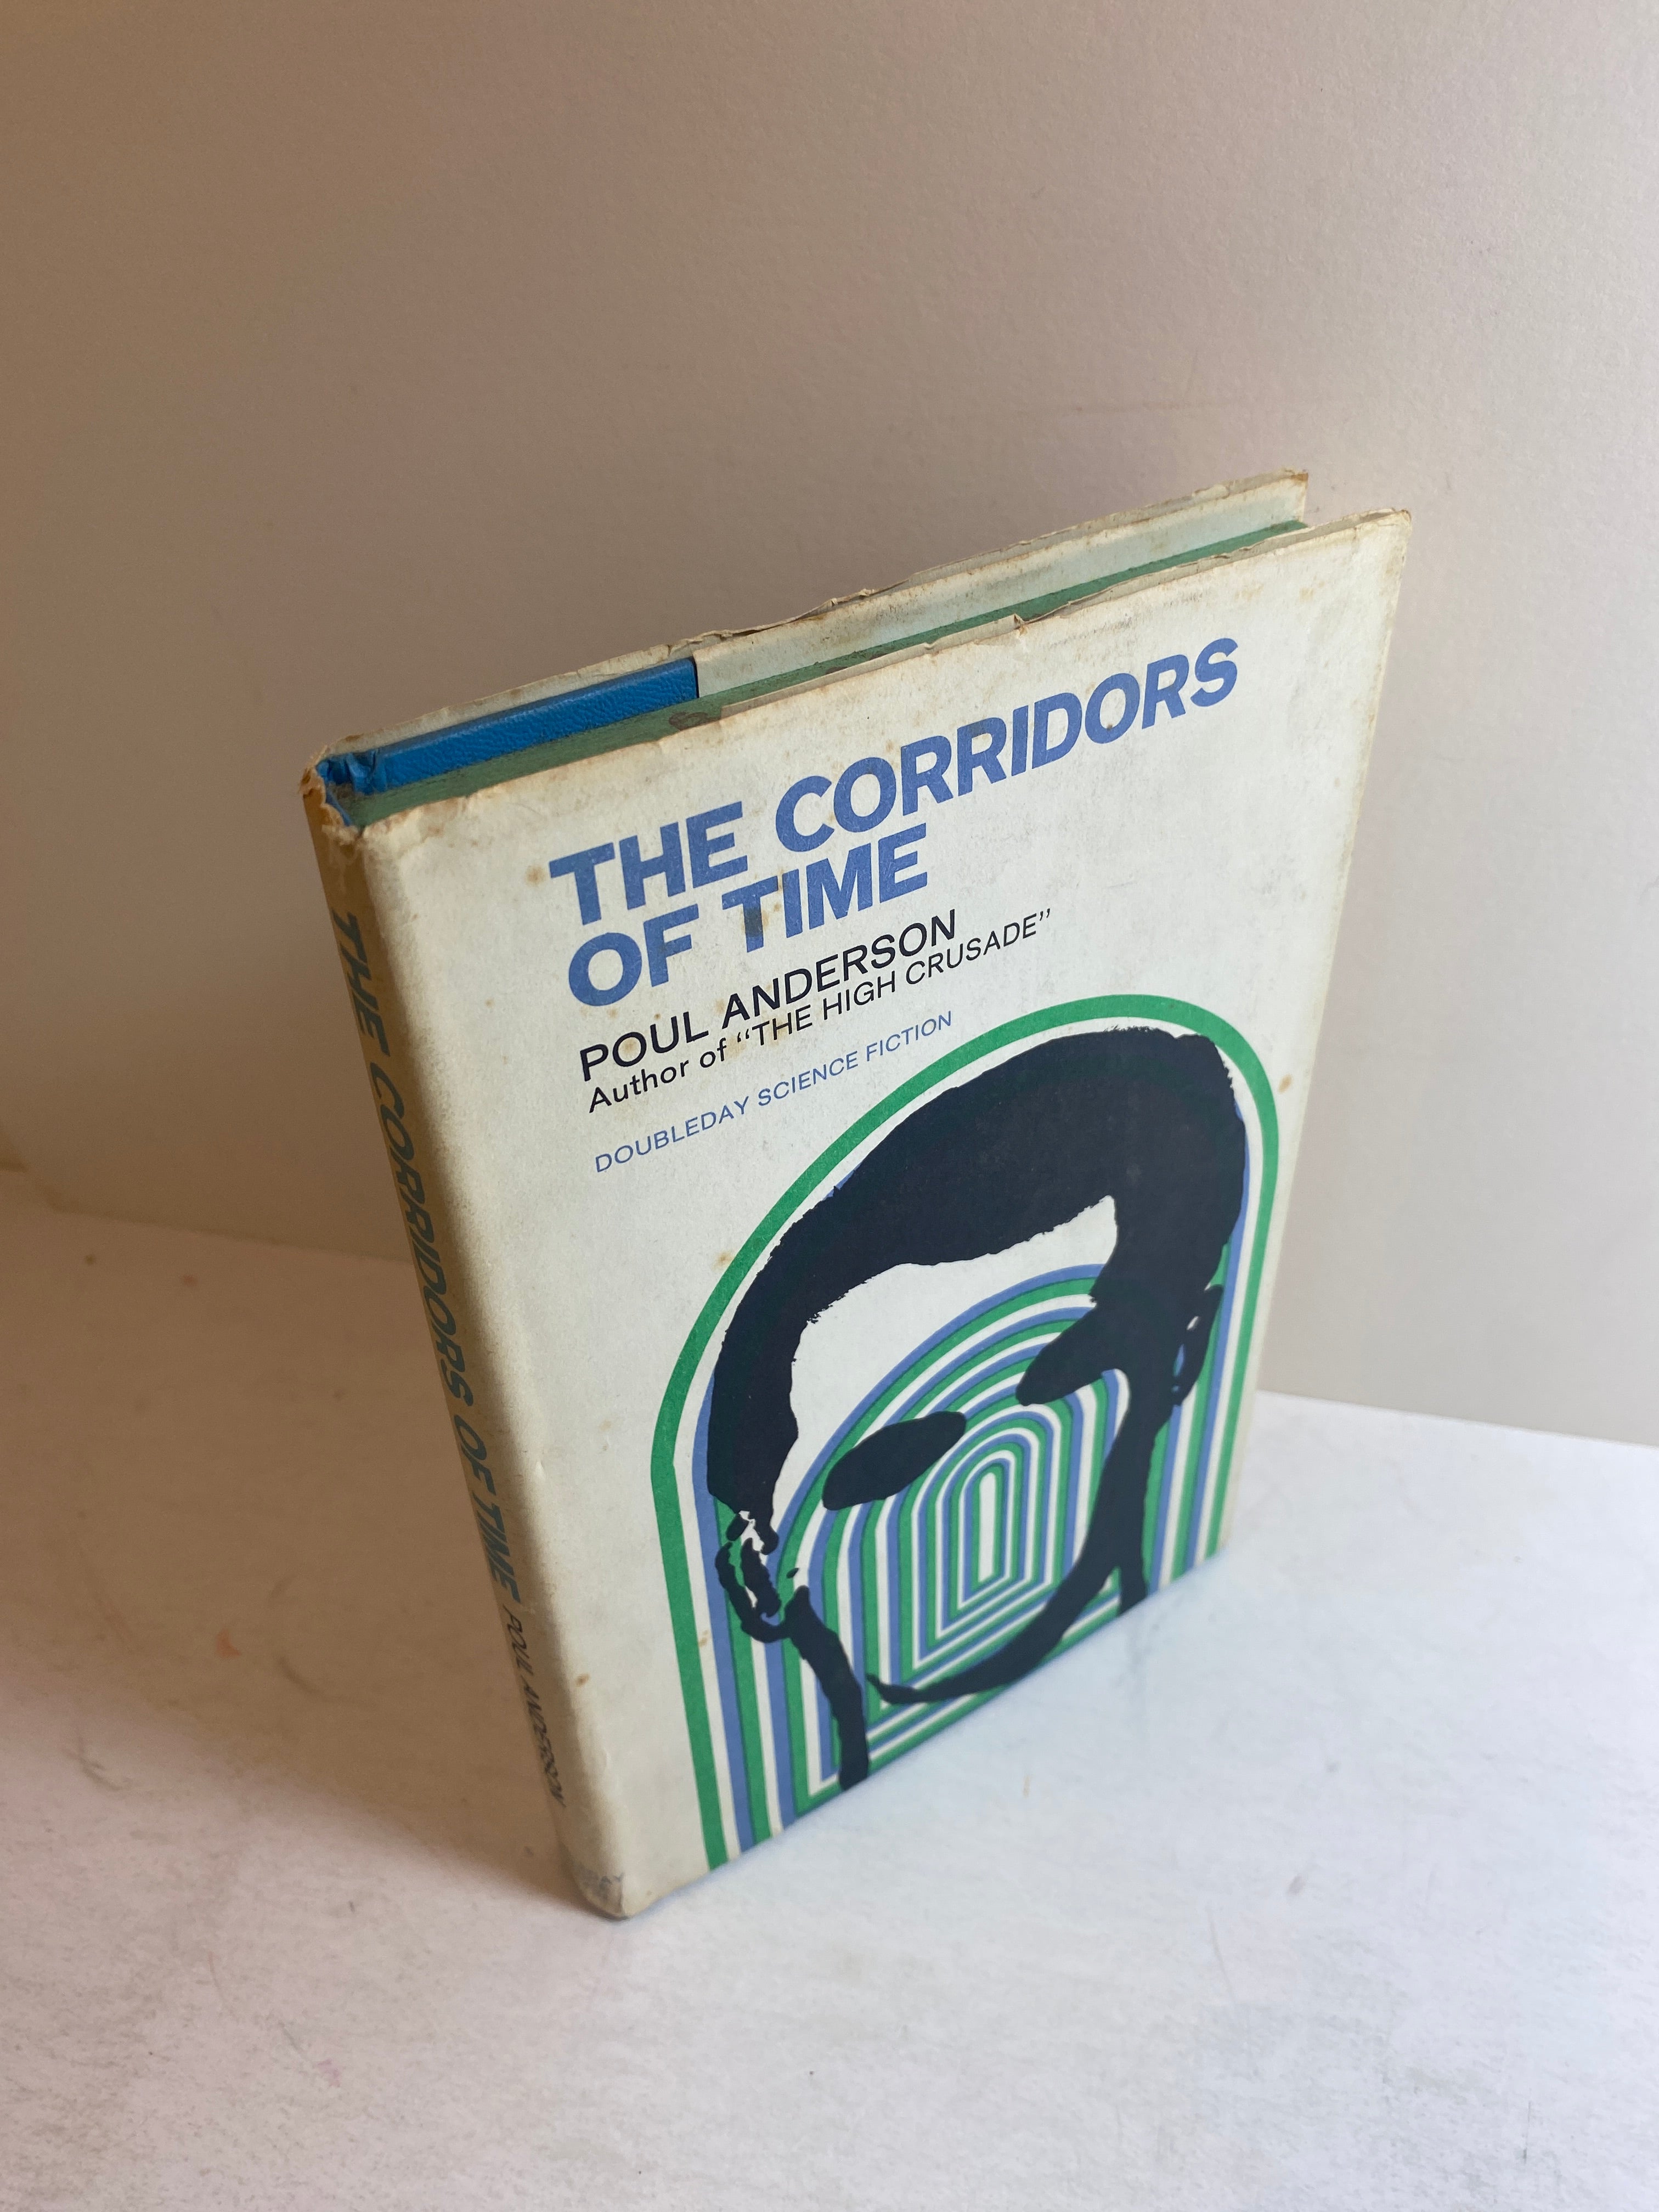 THE CORRIDORS
OF TIME
POUL ANDERSON
Author of “THE HIGH CRUSADE”
DOUBLEDAY SCIENCE FICTION
THE CORRIDORS OF TIME POUL ANDERSON